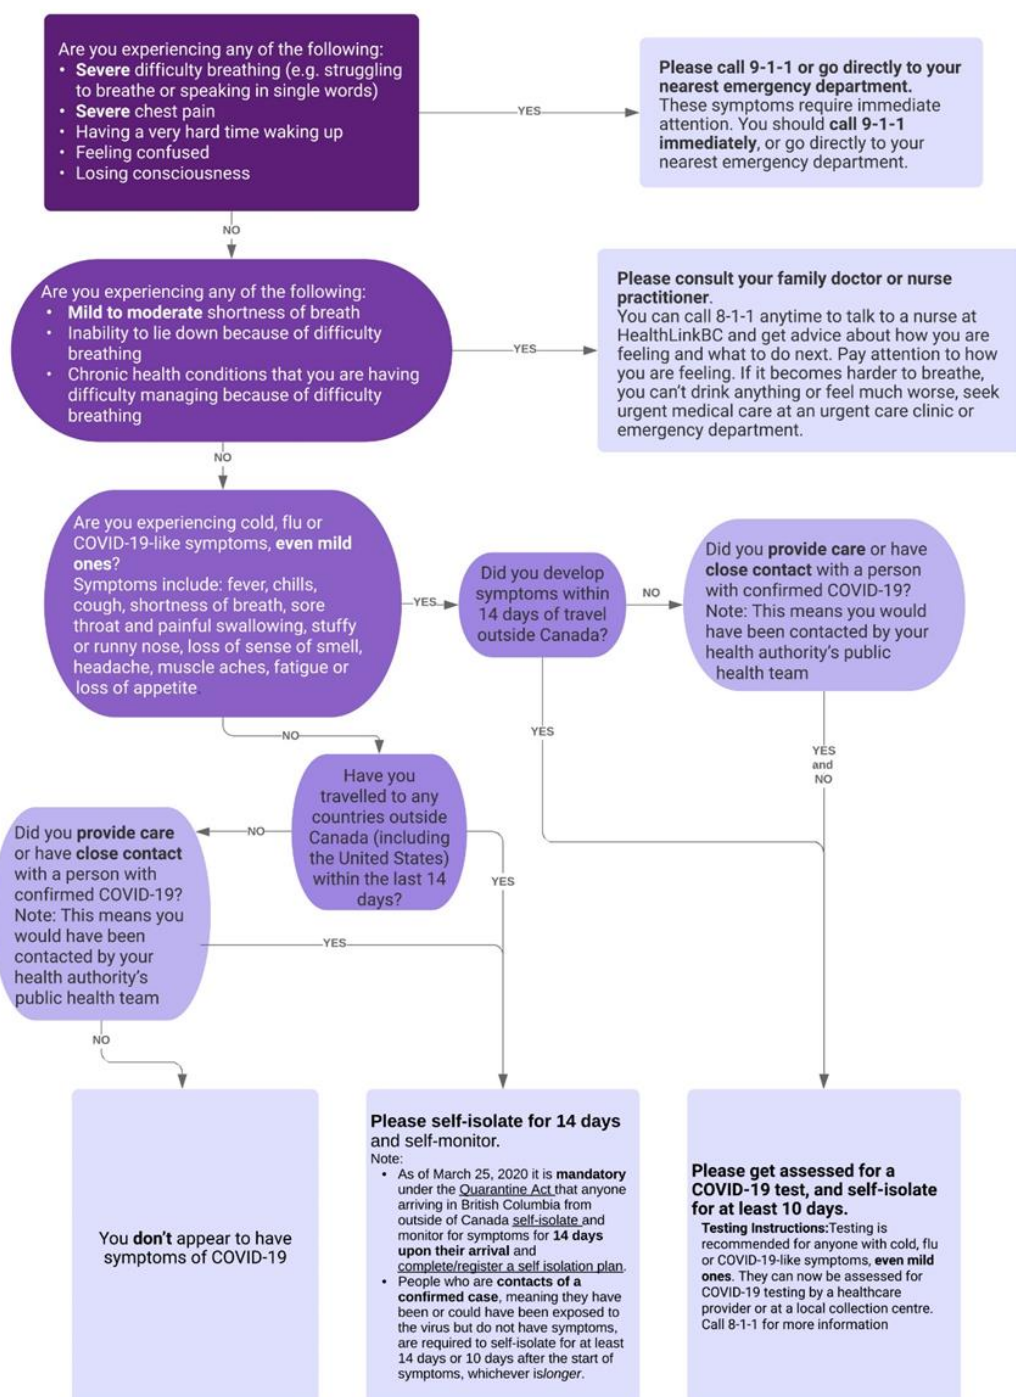 Are you experiencing any of the following:
• Severe difficulty breathing (e.g. struggling
to breathe or speaking in single words)
• Severe chest pain
• Having a very hard time waking up
• Feeling confused
• Losing consciousness
YES
Please call 9-1-1 or go directly to your
nearest emergency department.
These symptoms require immediate
attention. You should call 9-1-1
immediately, or go directly to your
nearest emergency department.
NO
Are you experiencing any of the following:
• Mild to moderate shortness of breath
• Inability to lie down because of difficulty
breathing
• Chronic health conditions that you are having
difficulty managing because of difficulty
breathing
YES
Please consult your family doctor or nurse
practitioner.
You can call 8-1-1 anytime to talk to a nurse at
HealthLinkBC and get advice about how you are
feeling and what to do next. Pay attention to how
you are feeling. If it becomes harder to breathe,
you can't drink anything or feel much worse, seek
urgent medical care at an urgent care clinic or
emergency department.
NO
Are you experiencing cold, flu or
COVID-19-like symptoms, even mild
ones?
Symptoms include: fever, chills,
cough, shortness of breath, sore
throat and painful swallowing, stuffy
or runny nose, loss of sense of smell,
headache, muscle aches, fatigue or
loss of appetite.
YES
Did you develop
symptoms within
14 days of travel
outside Canada?
NO
Did you provide care or have
close contact with a person
with confirmed COVID-19?
Note: This means you would
have been contacted by your
health authority's public
health team
YES
YES
and
NO
NO
Have you
travelled to any
countries outside
Canada (including
the United States)
within the last 14
days?
NO
YES
Did you provide care
or have close contact
with a person with
confirmed COVID-19?
Note: This means you
would have been
contacted by your
health authority's
public health team
YES
NO
You don't appear to have
symptoms of COVID-19
Please self-isolate for 14 days
and self-monitor.
Note:
• As of March 25, 2020 it is mandatory
under the Quarantine Act that anyone
arriving in British Columbia from
outside of Canada self-isolate and
monitor for symptoms for 14 days
upon their arrival and
complete/register a self isolation plan.
• People who are contacts of a
confirmed case, meaning they have
been or could have been exposed to
the virus but do not have symptoms,
are required to self-isolate for at least
14 days or 10 days after the start of
symptoms, whichever islonger.
Please get assessed for a
COVID-19 test, and self-isolate
for at least 10 days.
Testing Instructions:Testing is
recommended for anyone with cold, flu
or COVID-19-like symptoms, even mild
ones. They can now be assessed for
COVID-19 testing by a healthcare
provider or at a local collection centre.
Call 8-1-1 for more information